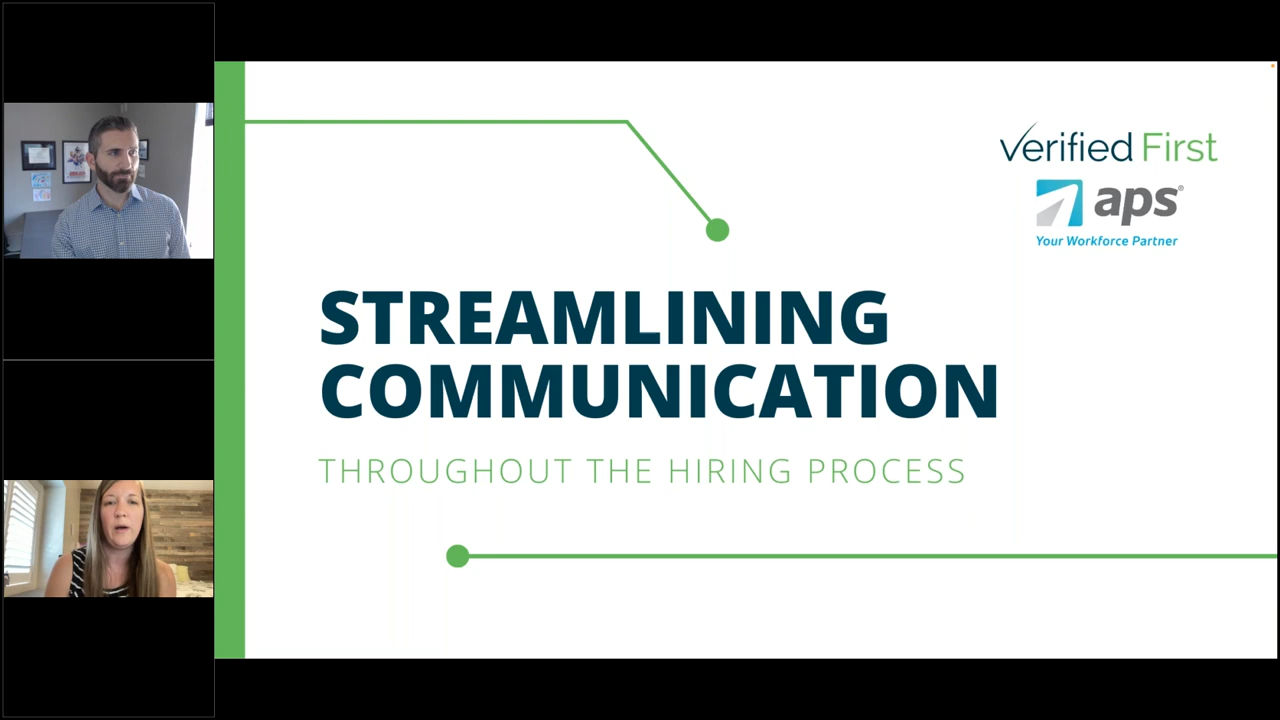 Verified First
aps®
Your Workforce Partner
STREAMLINING
COMMUNICATION
THROUGHOUT THE HIRING PROCESS